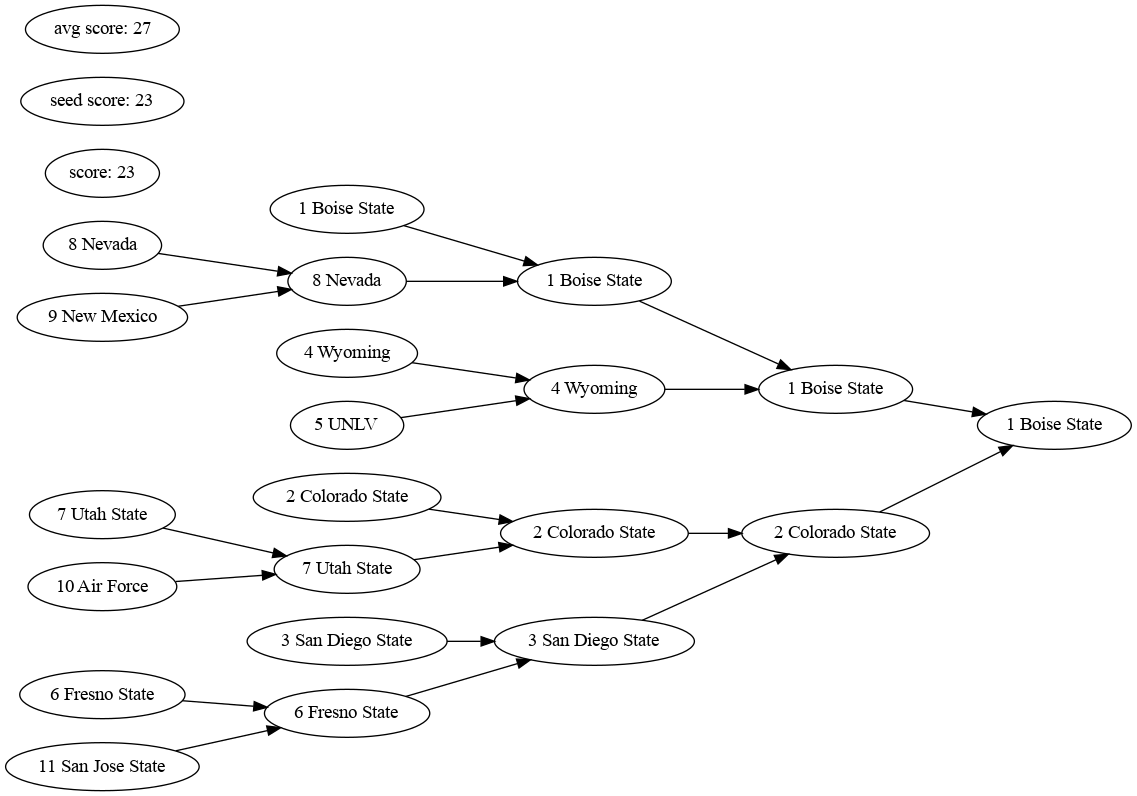 avg score: 27
seed score: 23
score: 23
1 Boise State
8 Nevada
8 Nevada
1 Boise State
9 New Mexico
4 Wyoming
4 Wyoming
1 Boise State
5 UNLV
1 Boise State
2 Colorado State
7 Utah State
2 Colorado State
2 Colorado State
7 Utah State
10 Air Force
3 San Diego State
3 San Diego State
6 Fresno State
6 Fresno State
11 San Jose State